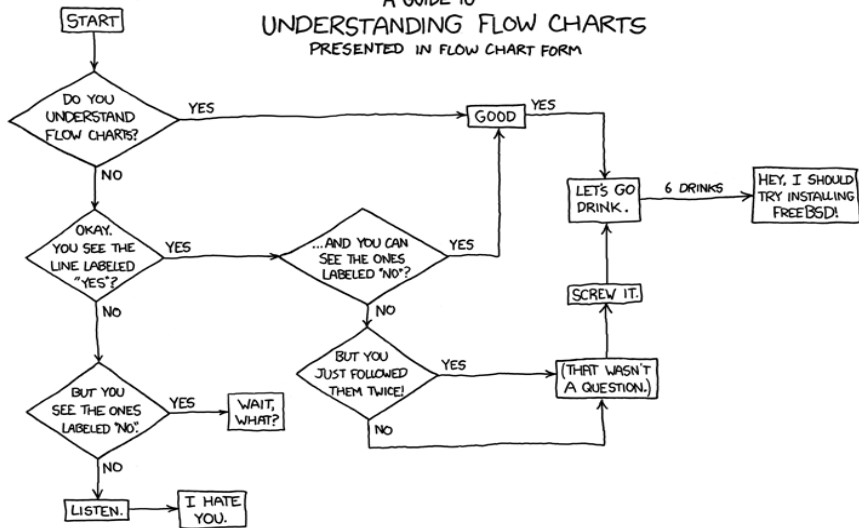 A GUIDE TO
UNDERSTANDING FLOW CHARTS
PRESENTED IN FLOW CHART FORM
START
DO YOU
UNDERSTAND
FLOW CHARTS?
YES
GOOD
YES
NO
LET'S GO
DRINK.
6 DRINKS
HEY, I SHOULD
TRY INSTALLING
FREEBSD!
OKAY.
YOU SEE THE
LINE LABELED
"YES"?
YES
...AND YOU CAN
SEE THE ONES
LABELED "NO"?
YES
NO
NO
SCREW IT.
BUT YOU
JUST FOLLOWED
THEM TWICE!
YES
(THAT WASN'T
A QUESTION.)
NO
BUT YOU
SEE THE ONES
LABELED "NO".
YES
WAIT,
WHAT?
NO
LISTEN.
I HATE
YOU.